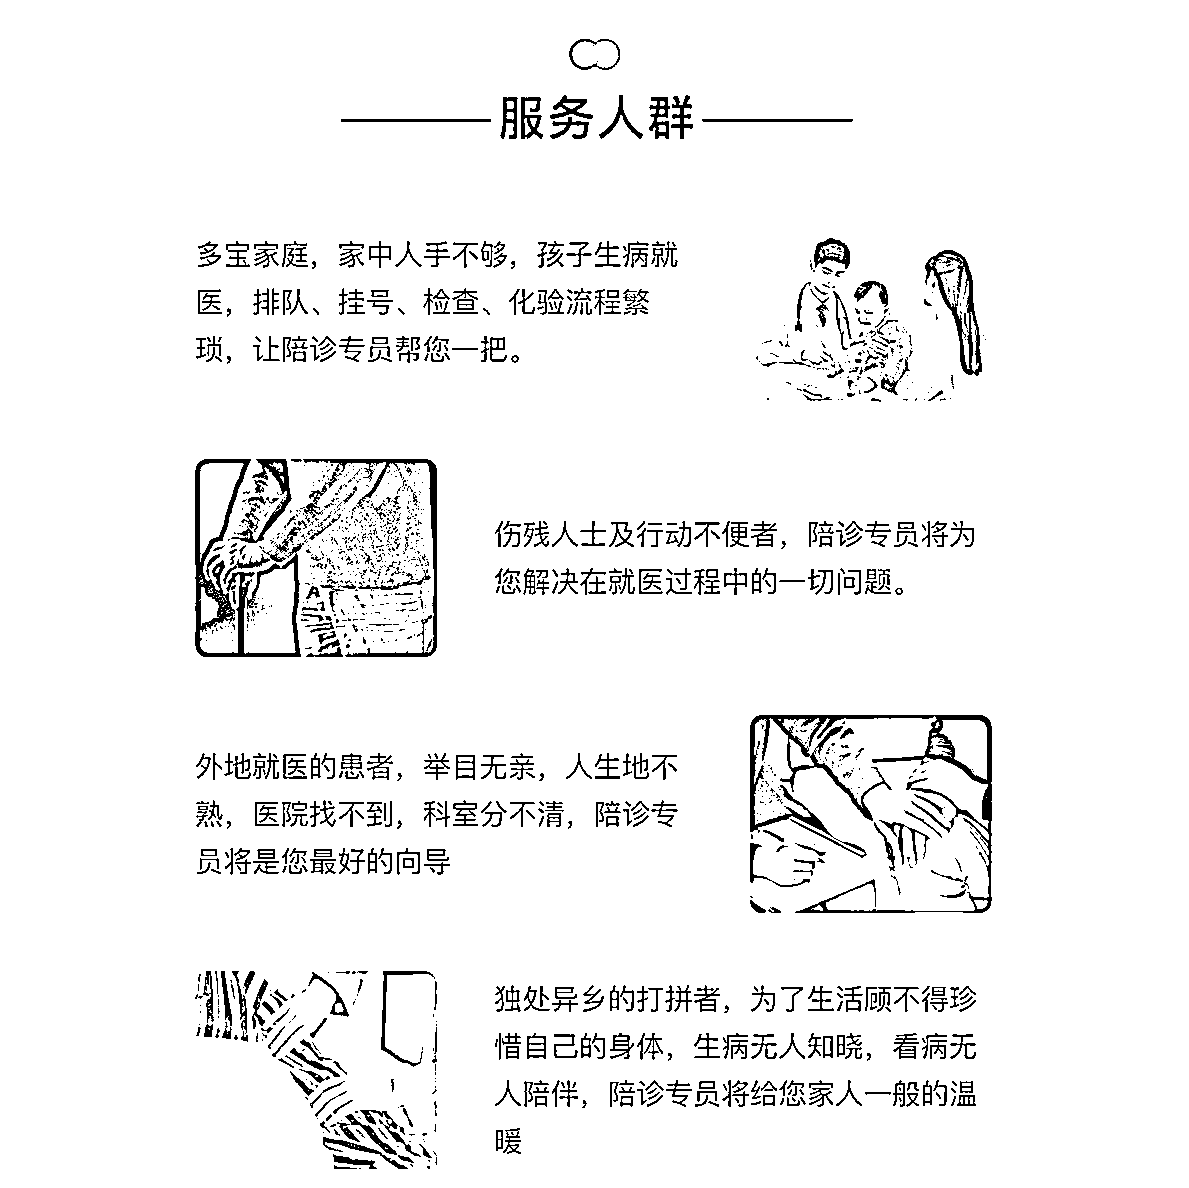 服务人群
多宝家庭，家中人手不够，孩子生病就
医，排队、挂号、检查、化验流程繁
琐，让陪诊专员帮您一把。
伤残人士及行动不便者，陪诊专员将为
您解决在就医过程中的一切问题。
外地就医的患者，举目无亲，人生地不
熟，医院找不到，科室分不清，陪诊专
员将是您最好的向导
独处异乡的打拼者，为了生活顾不得珍
惜自己的身体，生病无人知晓，看病无
人陪伴，陪诊专员将给您家人一般的温
暖